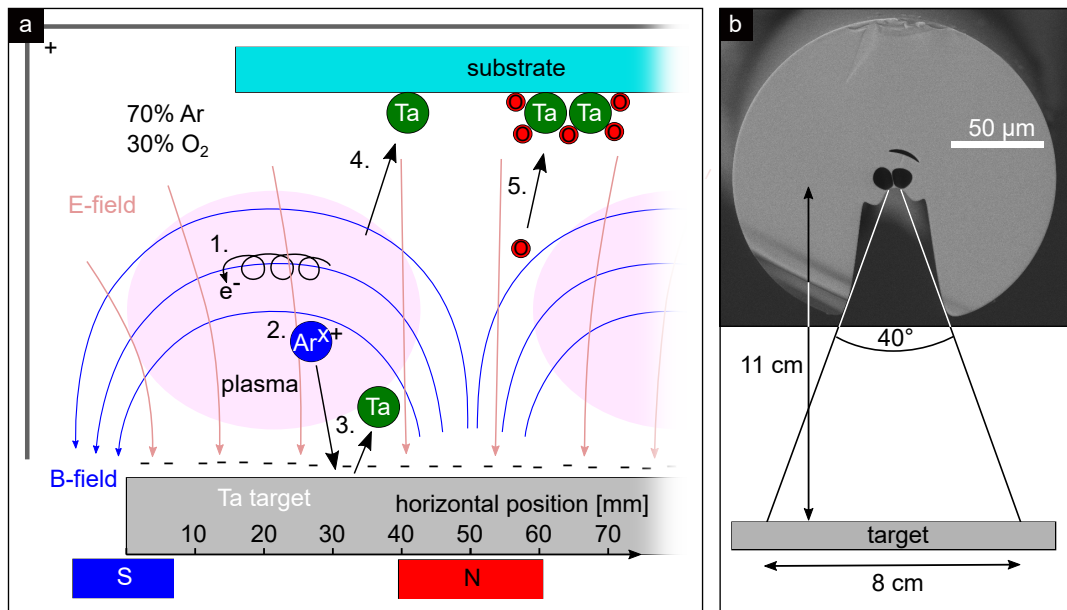 a
+
substrate
70% Ar
30% O2
Ta
O
O
Ta
Ta
O
O
O
4.
5.
O
E-field
1.
e-
2.
Arx+
plasma
Ta
3.
- - - - - - - - - - - - - - - - - - - - - - - -
B-field
Ta target
horizontal position [mm]
10 20 30 40 50 60 70
S
N
b
50 µm
40°
11 cm
target
8 cm